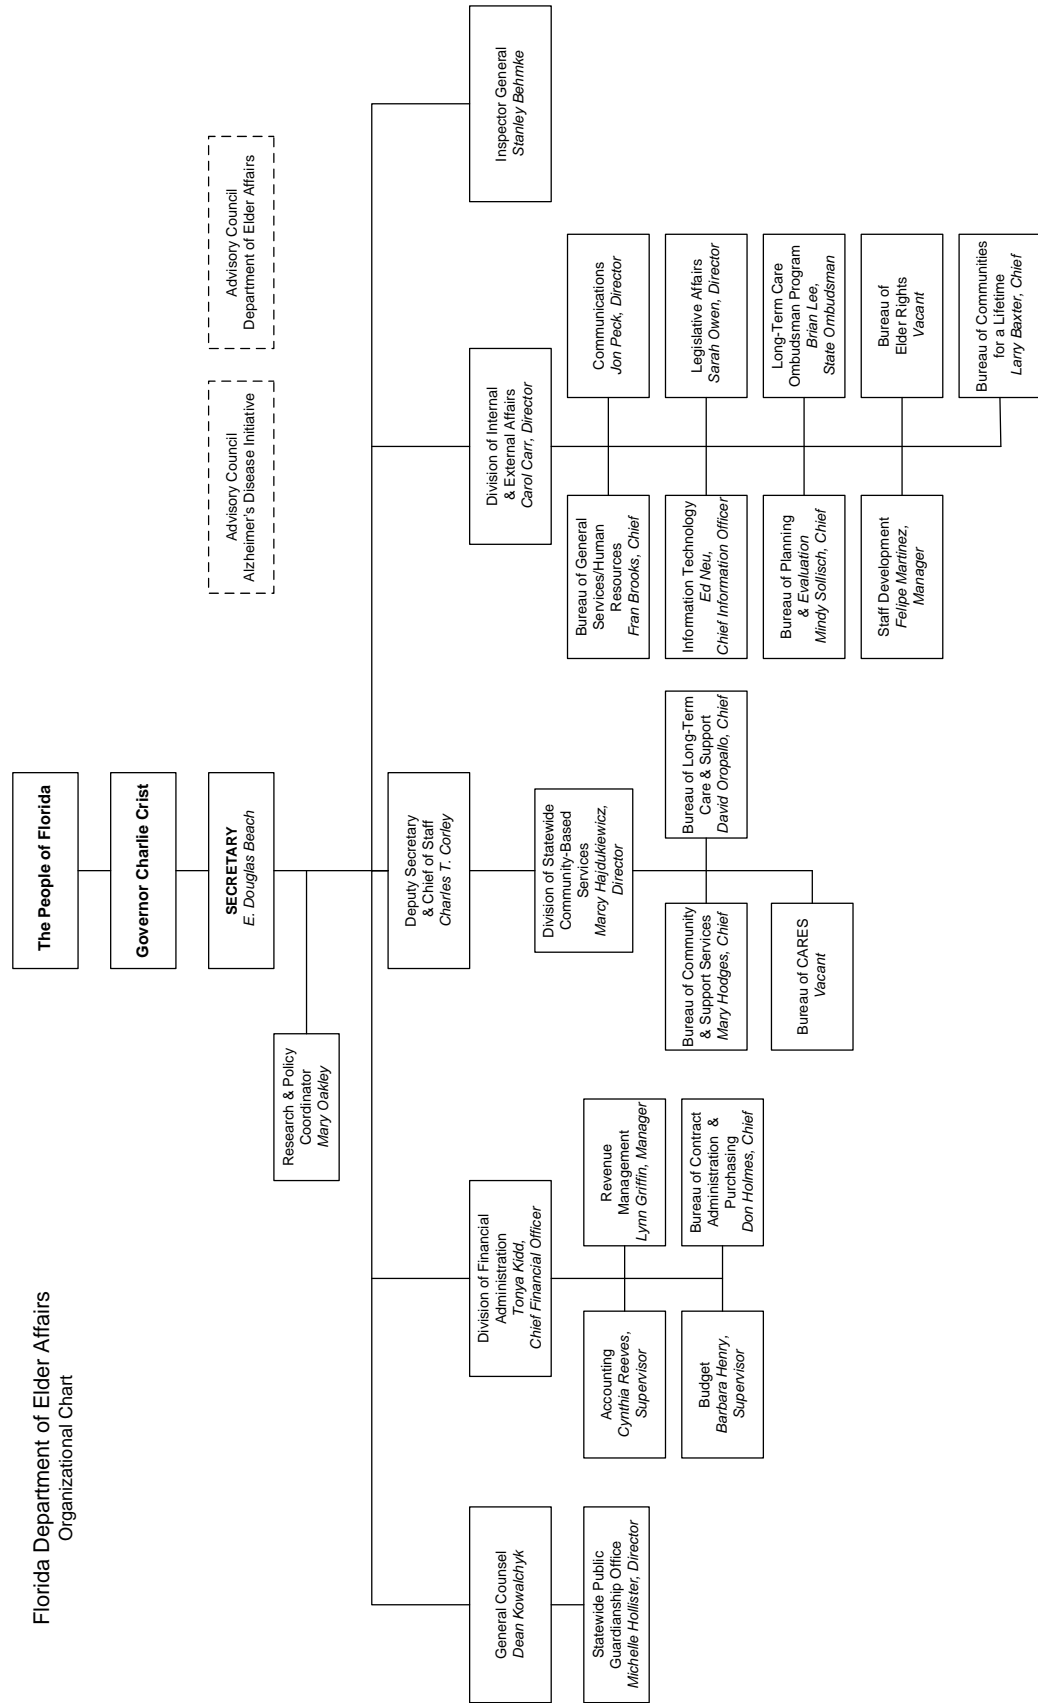 Florida Department of Elder Affairs
Organizational Chart
The People of Florida
Governor Charlie Crist
SECRETARY
E. Douglas Beach
Advisory Council
Alzheimer's Disease Initiative
Advisory Council
Department of Elder Affairs
Research & Policy
Coordinator
Mary Oakley
Deputy Secretary
& Chief of Staff
Charles T. Corley
General Counsel
Dean Kowalchyk
Statewide Public
Guardianship Office
Michelle Hollister, Director
Division of Financial
Administration
Tonya Kidd,
Chief Financial Officer
Accounting
Cynthia Reeves,
Supervisor
Revenue
Management
Lynn Griffin, Manager
Budget
Barbara Henry,
Supervisor
Bureau of Contract
Administration &
Purchasing
Don Holmes, Chief
Division of Statewide
Community-Based
Services
Marcy Hajdukiewicz,
Director
Bureau of Community
& Support Services
Mary Hodges, Chief
Bureau of Long-Term
Care & Support
David Oropallo, Chief
Bureau of CARES
Vacant
Division of Internal
& External Affairs
Carol Carr, Director
Bureau of General
Services/Human
Resources
Fran Brooks, Chief
Communications
Jon Peck, Director
Information Technology
Ed Neu,
Chief Information Officer
Legislative Affairs
Sarah Owen, Director
Bureau of Planning
& Evaluation
Mindy Sollisch, Chief
Long-Term Care
Ombudsman Program
Brian Lee,
State Ombudsman
Staff Development
Felipe Martinez,
Manager
Bureau of
Elder Rights
Vacant
Bureau of Communities
for a Lifetime
Larry Baxter, Chief
Inspector General
Stanley Behmke